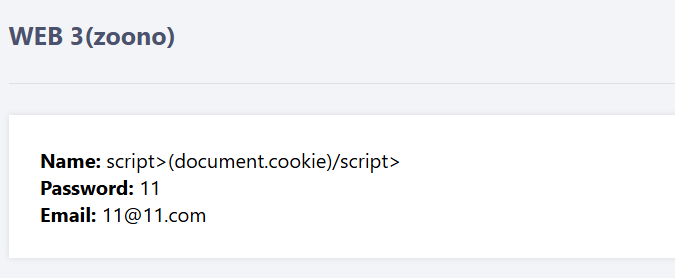 WEB 3(zoono)
Name: script>(document.cookie)/script>
Password: 11
Email: 11@11.com